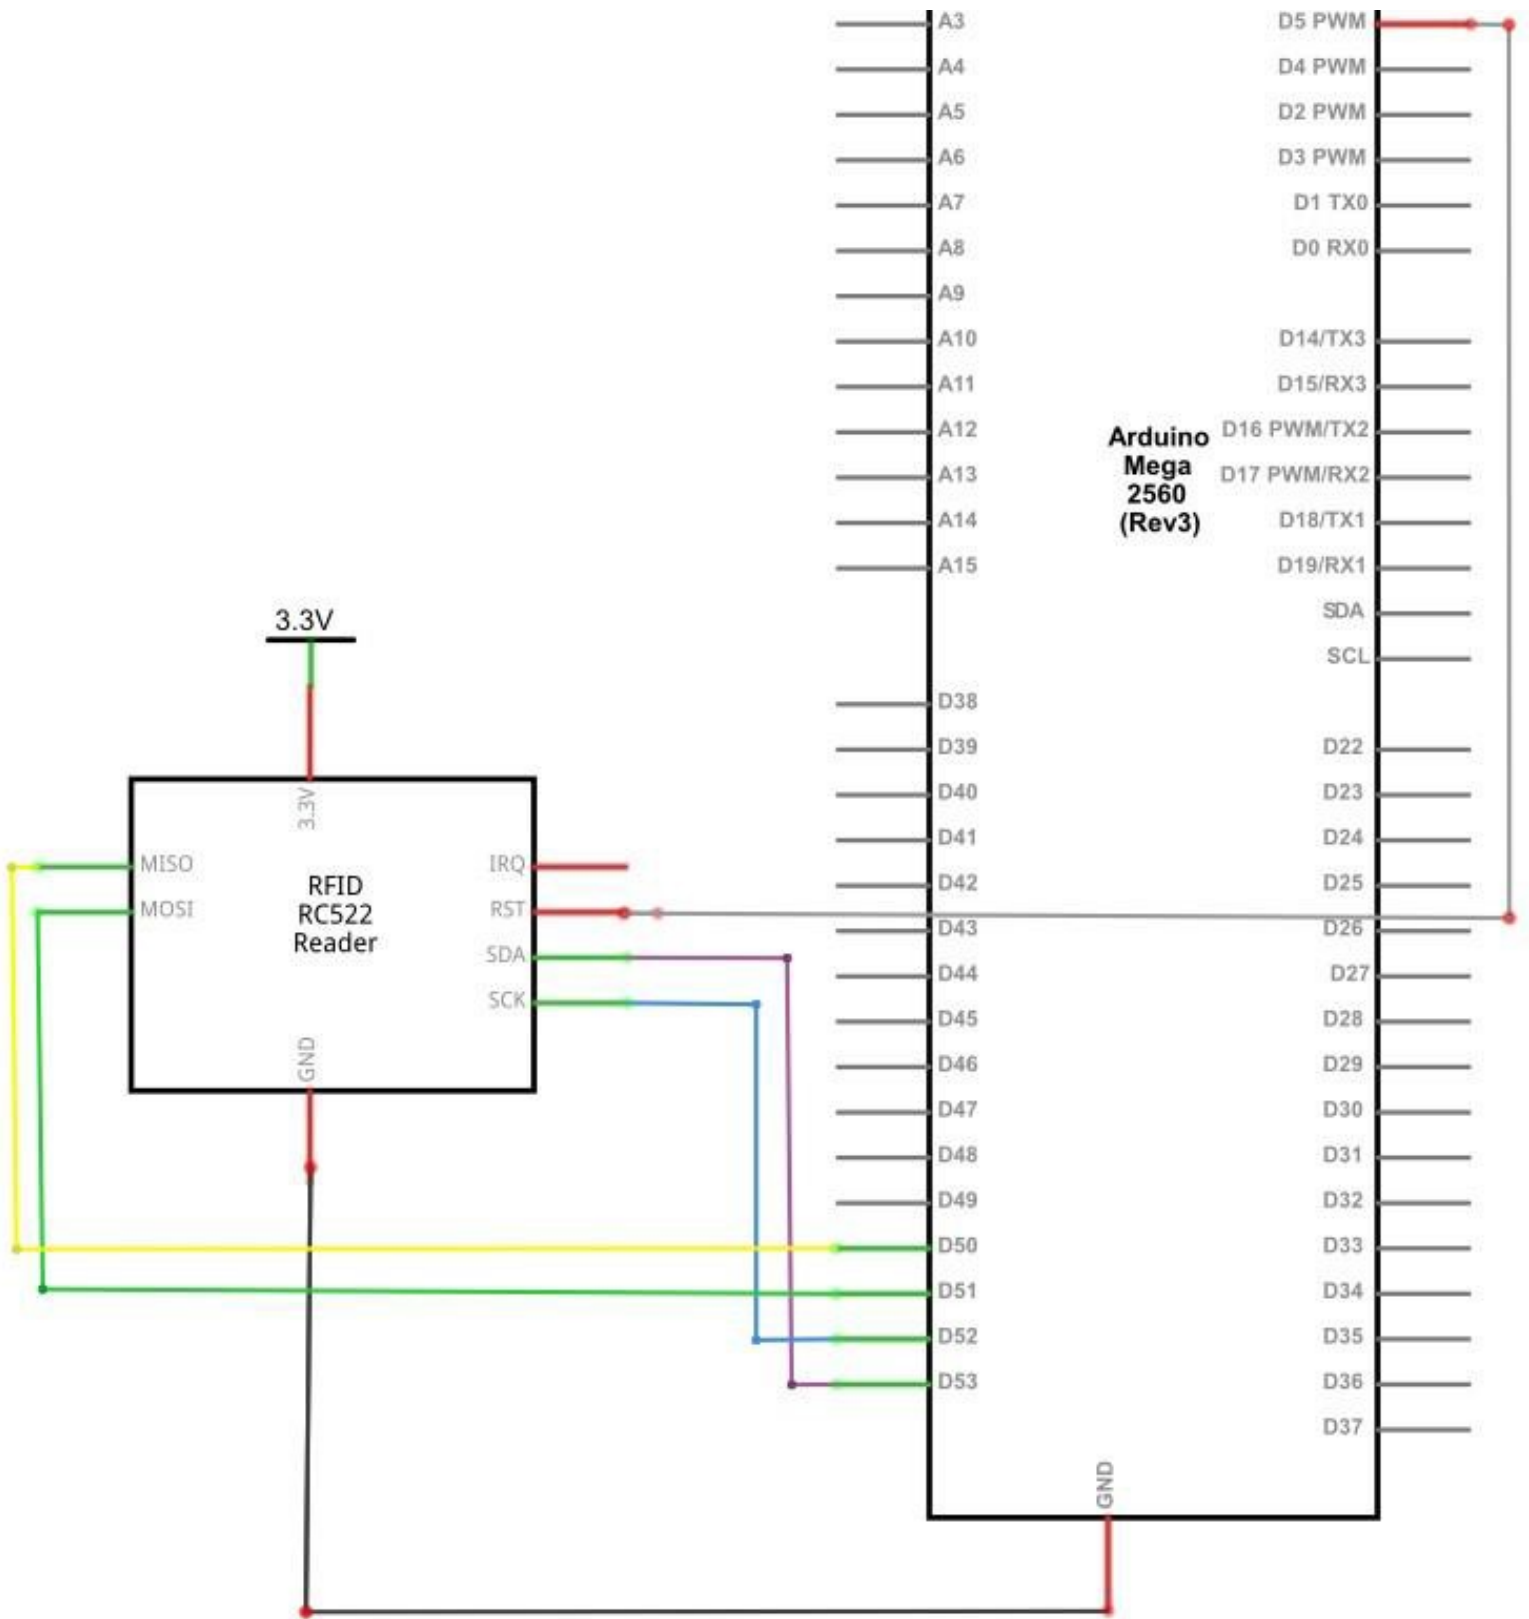 A3
A4
A5
A6
A7
A8
A9
A10
A11
A12
A13
A14
A15
D38
D39
D40
D41
D42
D43
D44
D45
D46
D47
D48
D49
D50
D51
D52
D53
Arduino
Mega
2560
(Rev3)
D5 PWM
D4 PWM
D2 PWM
D3 PWM
D1 TX0
D0 RX0
D14/TX3
D15/RX3
D16 PWM/TX2
D17 PWM/RX2
D18/TX1
D19/RX1
SDA
SCL
D22
D23
D24
D25
D26
D27
D28
D29
D30
D31
D32
D33
D34
D35
D36
D37
GND
3.3V
3.3V
MISO
MOSI
RFID
RC522
Reader
IRQ
RST
SDA
SCK
GND